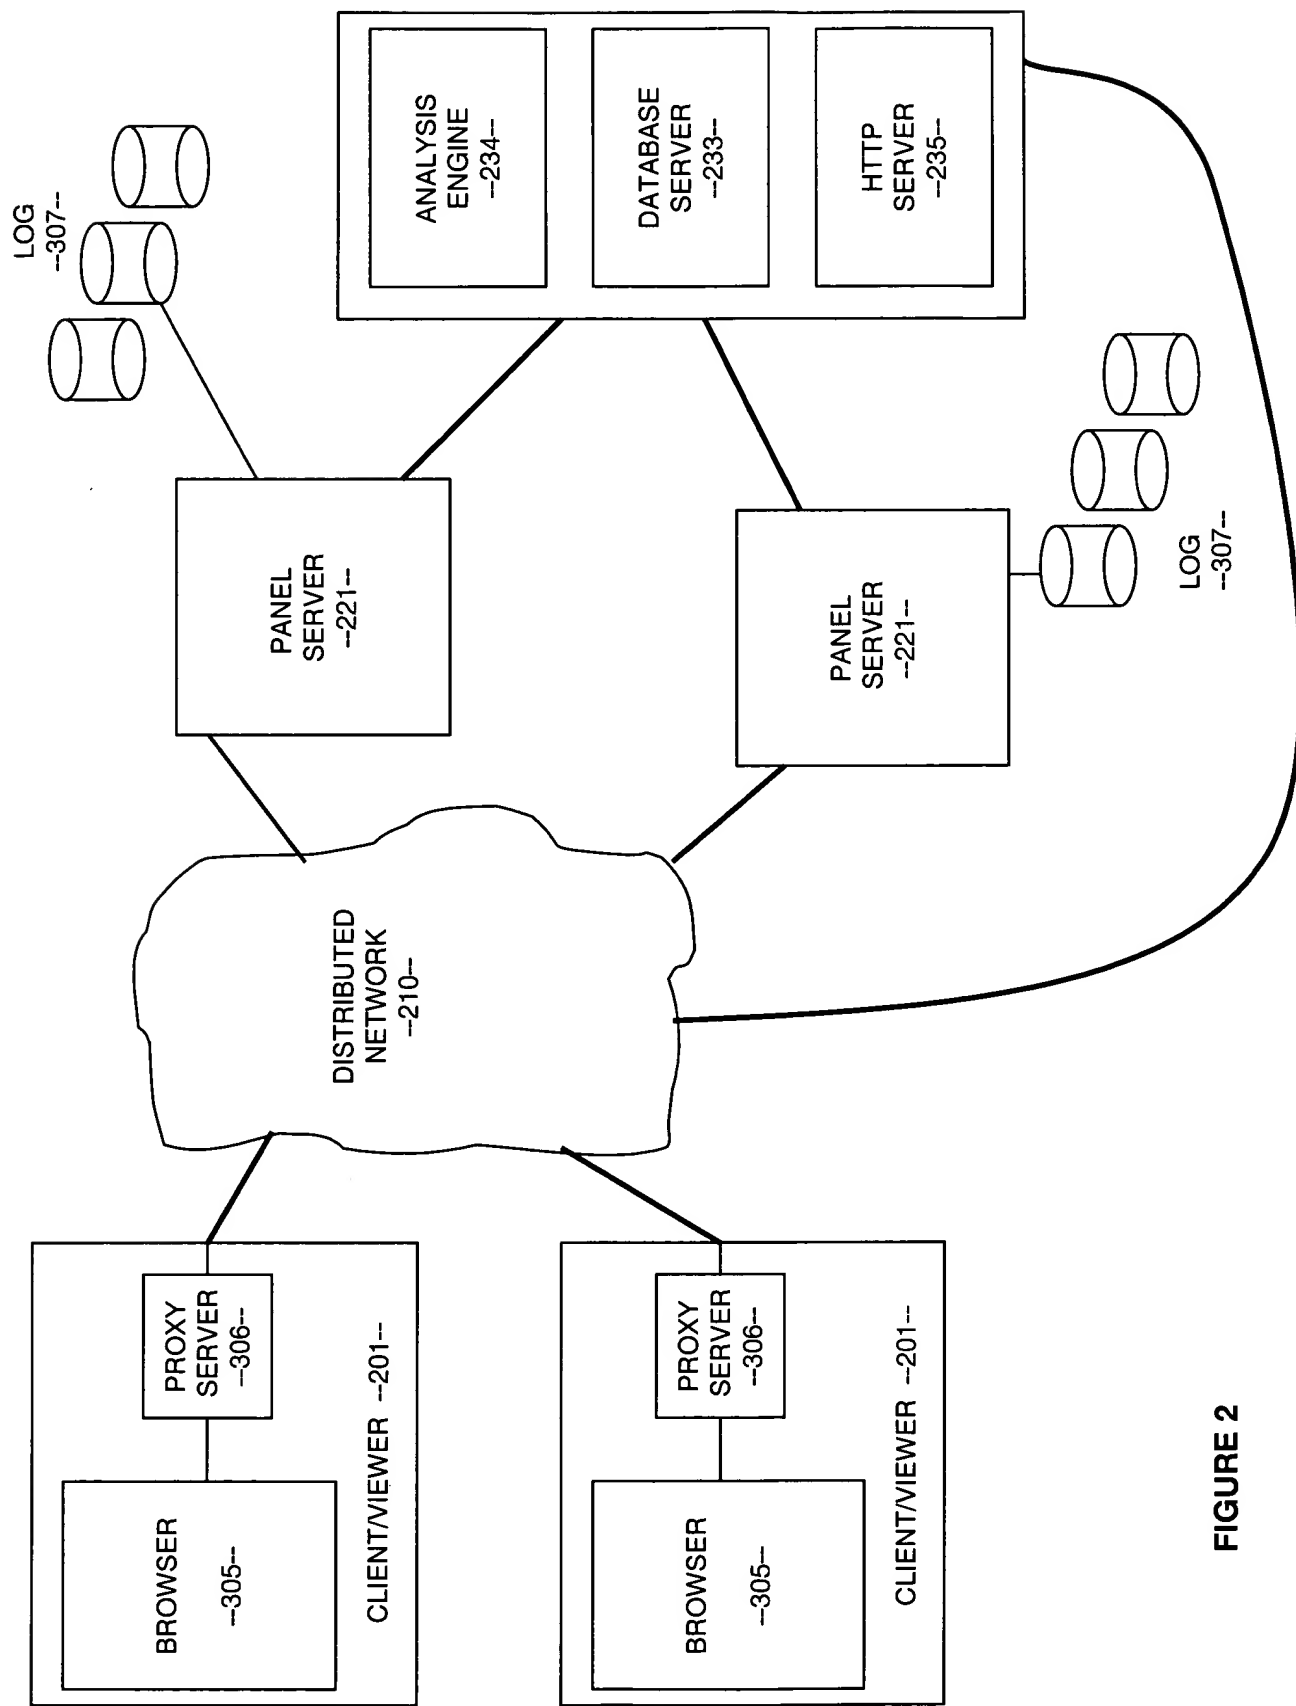 BROWSER
--305--
PROXY
SERVER
--306--
CLIENT/VIEWER --201--
BROWSER
--305--
PROXY
SERVER
--306--
CLIENT/VIEWER --201--
DISTRIBUTED
NETWORK
--210--
PANEL
SERVER
--221--
PANEL
SERVER
--221--
LOG
--307--
LOG
--307--
ANALYSIS
ENGINE
--234--
DATABASE
SERVER
--233--
HTTP
SERVER
--235--
FIGURE 2